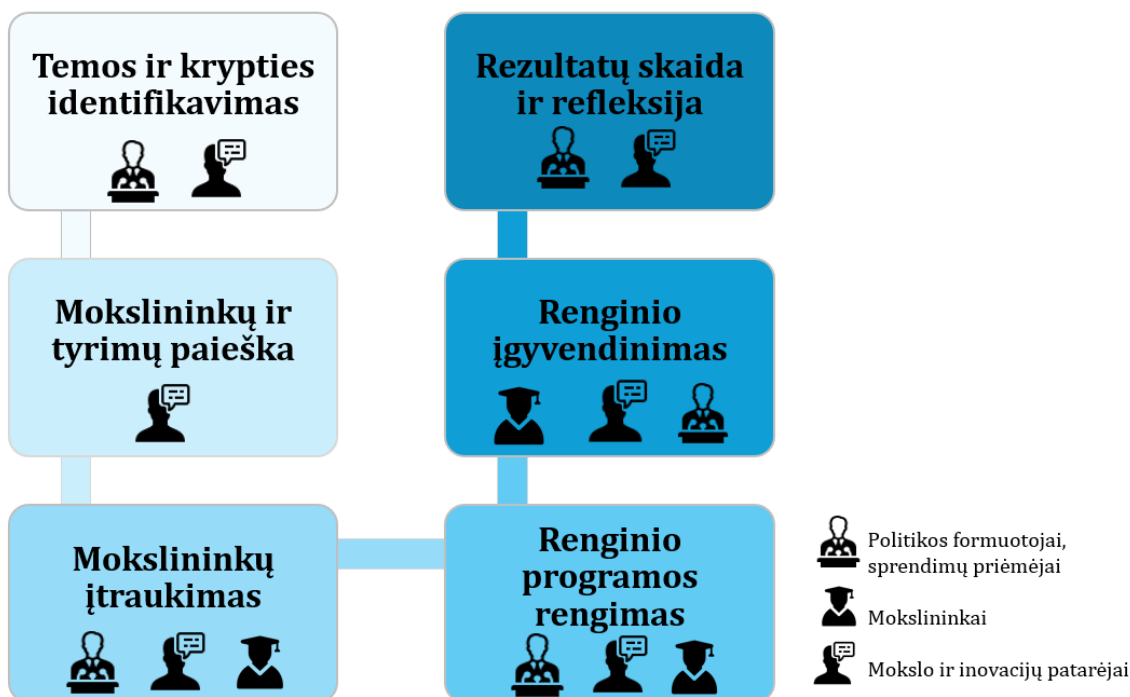 Temos ir krypties
identifikavimas
Mokslininkų ir
tyrimų paieška
Mokslininkų
įtraukimas
Renginio
programos
rengimas
Renginio
įgyvendinimas
Rezultatų skaida
ir refleksija
Politikos formuotojai,
sprendimų priėmėjai
Mokslininkai
Mokslo ir inovacijų patarėjai